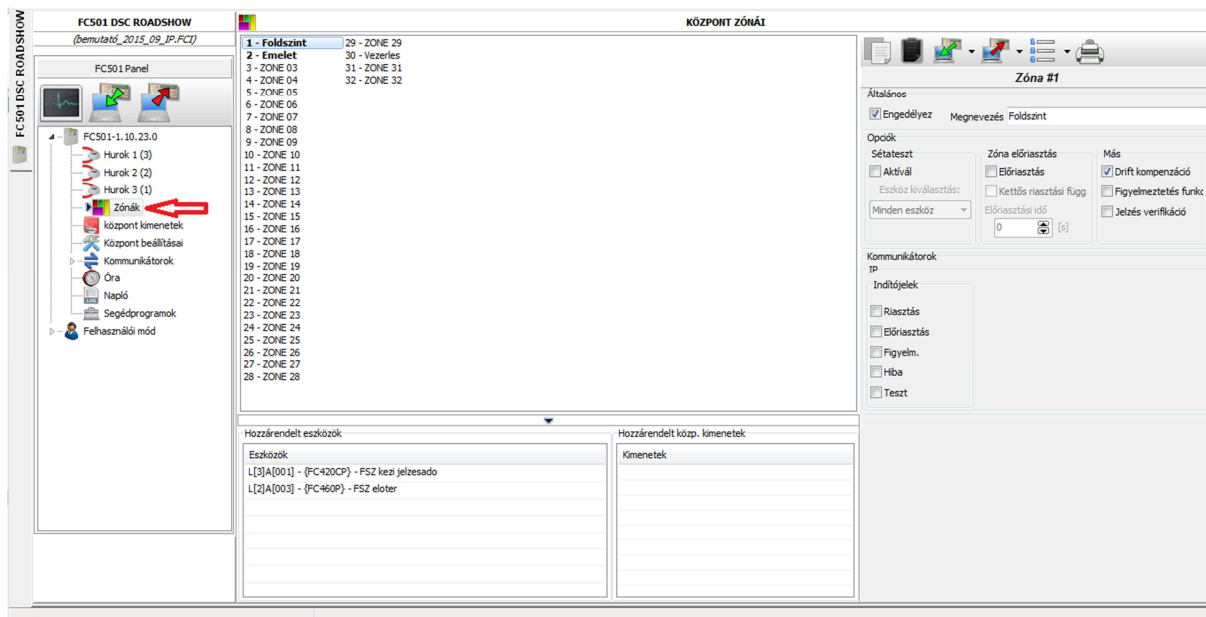 FC501 DSC ROADSHOW
FC501 DSC ROADSHOW
(bemutató_2015_09_IP.FCI)
FC501 Panel
FC501-1.10.23.0
Hurok 1 (3)
Hurok 2 (2)
Hurok 3 (1)
Zónák
központ kimenetek
Központ beállításai
Kommunikátorok
Óra
Napló
Segédprogramok
Felhasználói mód
KÖZPONT ZÓNÁI
1 - Foldszint
2 - Emelet
3 - ZONE 03
4 - ZONE 04
5 - ZONE 05
6 - ZONE 06
7 - ZONE 07
8 - ZONE 08
9 - ZONE 09
10 - ZONE 10
11 - ZONE 11
12 - ZONE 12
13 - ZONE 13
14 - ZONE 14
15 - ZONE 15
16 - ZONE 16
17 - ZONE 17
18 - ZONE 18
19 - ZONE 19
20 - ZONE 20
21 - ZONE 21
22 - ZONE 22
23 - ZONE 23
24 - ZONE 24
25 - ZONE 25
26 - ZONE 26
27 - ZONE 27
28 - ZONE 28
29 - ZONE 29
30 - Vezerles
31 - ZONE 31
32 - ZONE 32
Hozzárendelt eszközök
Eszközök
L[3]A[001] - {FC420CP} - FSZ kezi jelzesado
L[2]A[003] - {FC460P} - FSZ eloter
Hozzárendelt közp. kimenetek
Kimenetek
Zóna #1
Általános
Engedélyez
Megnevezés Foldszint
Opciók
Sétateszt
Aktívál
Eszköz kiválasztás:
Minden eszköz
Zóna előriasztás
Előriasztás
Kettős riasztási függ
Előriasztási idő
0 [s]
Más
Drift kompenzáció
Figyelmeztetés funkc
Jelzés verifikáció
Kommunikátorok
IP
Indítójelek
Riasztás
Előriasztás
Figyelm.
Hiba
Teszt